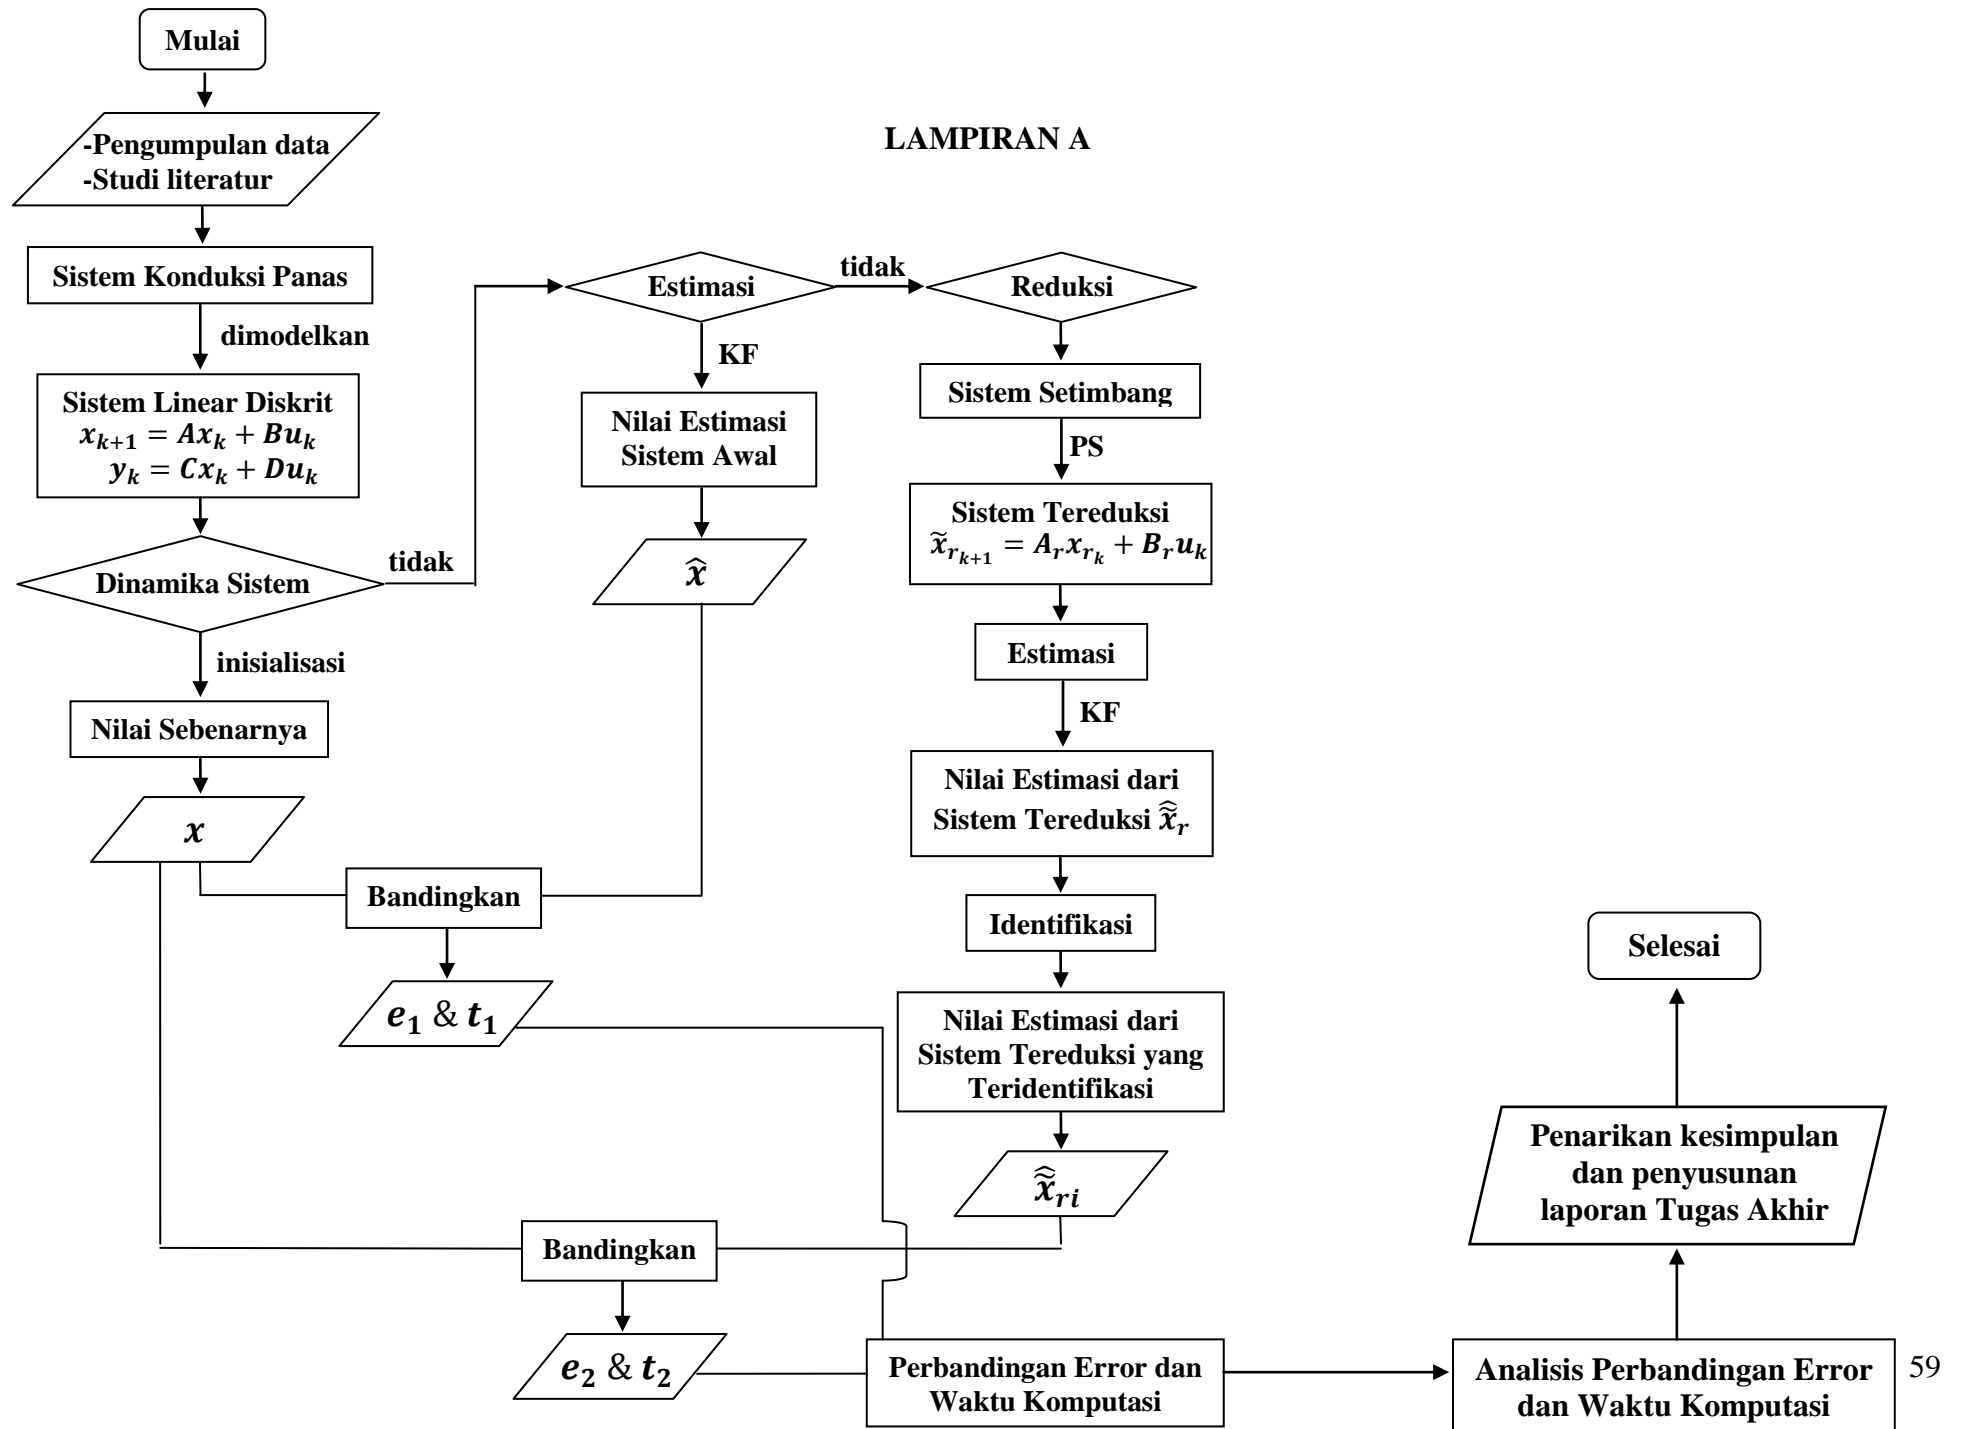 LAMPIRAN A
Mulai
-Pengumpulan data
-Studi literatur
Sistem Konduksi Panas
dimodelkan
Sistem Linear Diskrit
x_{k+1} = Ax_k + Bu_k
y_k = Cx_k + Du_k
Dinamika Sistem
tidak
inisialisasi
Nilai Sebenarnya
x
Estimasi
tidak
KF
Nilai Estimasi
Sistem Awal
x̂
Bandingkan
e₁ & t₁
Reduksi
Sistem Setimbang
PS
Sistem Tereduksi
x̃_{r_{k+1}} = A_r x_{r_k} + B_r u_k
Estimasi
KF
Nilai Estimasi dari
Sistem Tereduksi x̃̂_r
Identifikasi
Nilai Estimasi dari
Sistem Tereduksi yang
Teridentifikasi
x̃̂_{ri}
Bandingkan
e₂ & t₂
Perbandingan Error dan
Waktu Komputasi
Analisis Perbandingan Error
dan Waktu Komputasi
Penarikan kesimpulan
dan penyusunan
laporan Tugas Akhir
Selesai
59